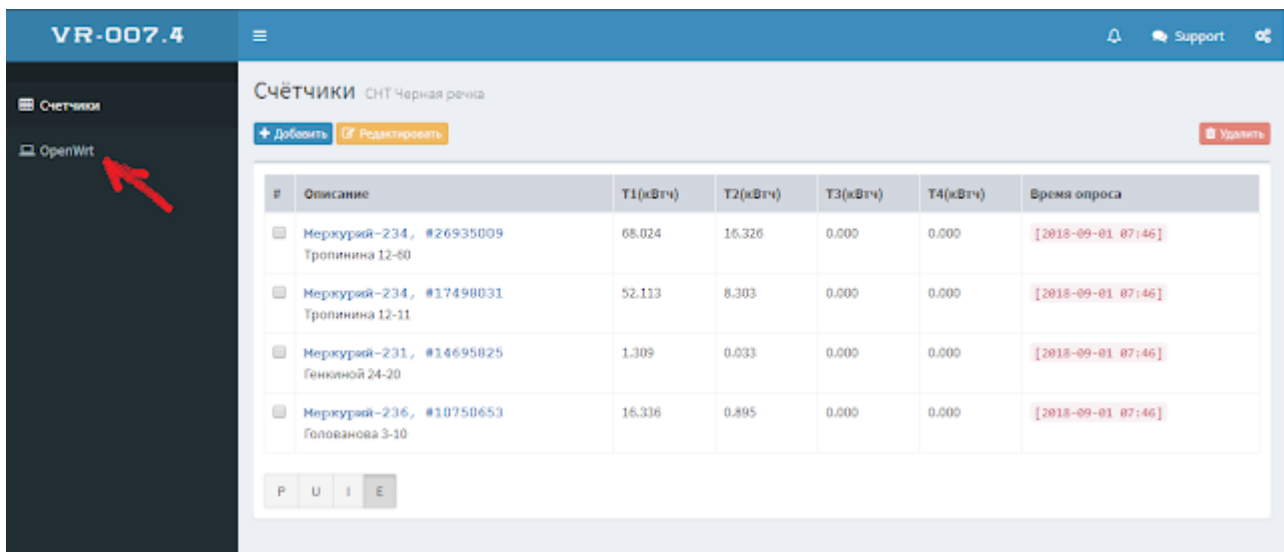 VR-007.4
Support
Счетчики
OpenWrt
Счётчики СНТ Черная речка
Добавить Редактировать Удалить
# Описание Т1(кВтч) Т2(кВтч) Т3(кВтч) Т4(кВтч) Время опроса
Меркурий-234, #26935009 68.024 16.326 0.000 0.000 [2018-09-01 07:46]
Тропинина 12-60
Меркурий-234, #17498031 52.113 8.303 0.000 0.000 [2018-09-01 07:46]
Тропинина 12-11
Меркурий-231, #14695825 1.309 0.033 0.000 0.000 [2018-09-01 07:46]
Генкиной 24-20
Меркурий-236, #10750653 16.336 0.895 0.000 0.000 [2018-09-01 07:46]
Голованова 3-10
P U I E